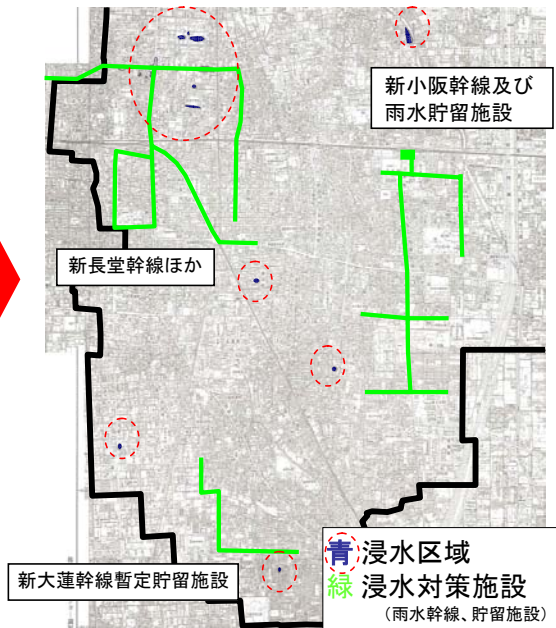 新小阪幹線及び
雨水貯留施設
新長堂幹線ほか
新大蓮幹線暫定貯留施設
青 浸水区域
緑 浸水対策施設
(雨水幹線、貯留施設)